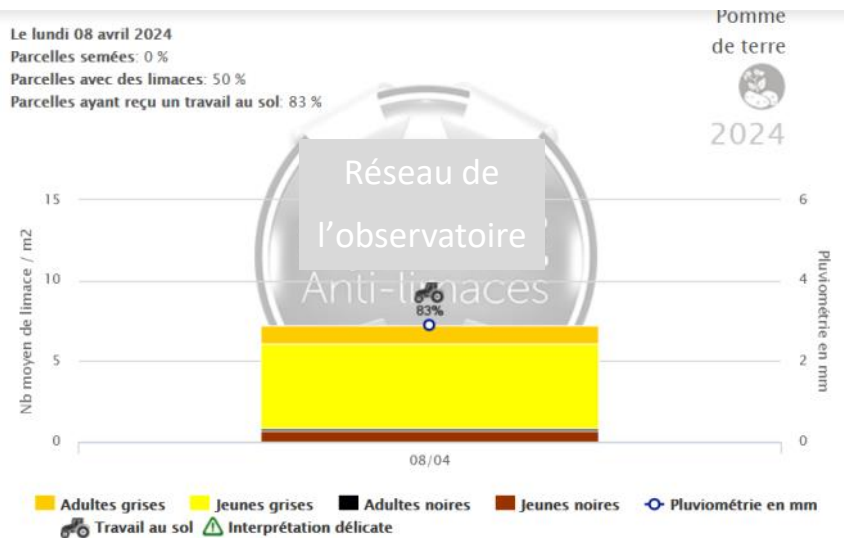 Le lundi 08 avril 2024
Parcelles semées: 0 %
Parcelles avec des limaces: 50 %
Parcelles ayant reçu un travail au sol: 83 %
Pomme
de terre
2024
Réseau de
l'observatoire
Anti-limaces
83%
Nb moyen de limace / m2
15
10
5
0
Pluviométrie en mm
6
4
2
0
08/04
Adultes grises Jeunes grises Adultes noires Jeunes noires Pluviométrie en mm
Travail au sol Interprétation délicate